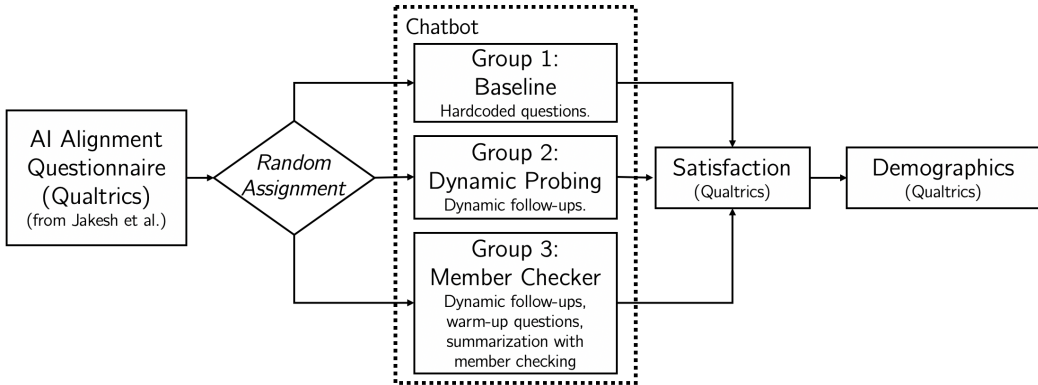 AI Alignment
Questionnaire
(Qualtrics)
(from Jakesh et al.)
Random
Assignment
Chatbot
Group 1:
Baseline
Hardcoded questions.
Group 2:
Dynamic Probing
Dynamic follow-ups.
Group 3:
Member Checker
Dynamic follow-ups,
warm-up questions,
summarization with
member checking
Satisfaction
(Qualtrics)
Demographics
(Qualtrics)